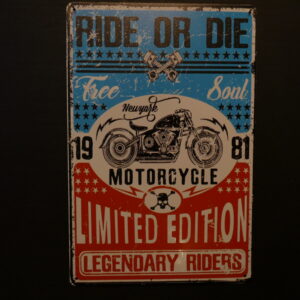 RIDE OR DIE
Free Soul
Newyork
19 81
MOTORCYCLE
LIMITED EDITION
LEGENDARY RIDERS